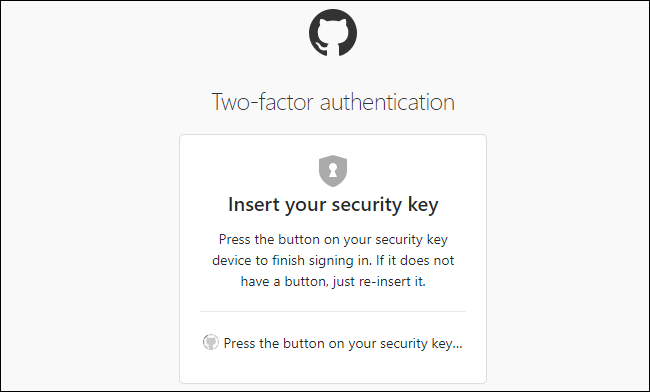 Two-factor authentication
Insert your security key
Press the button on your security key
device to finish signing in. If it does not
have a button, just re-insert it.
Press the button on your security key...